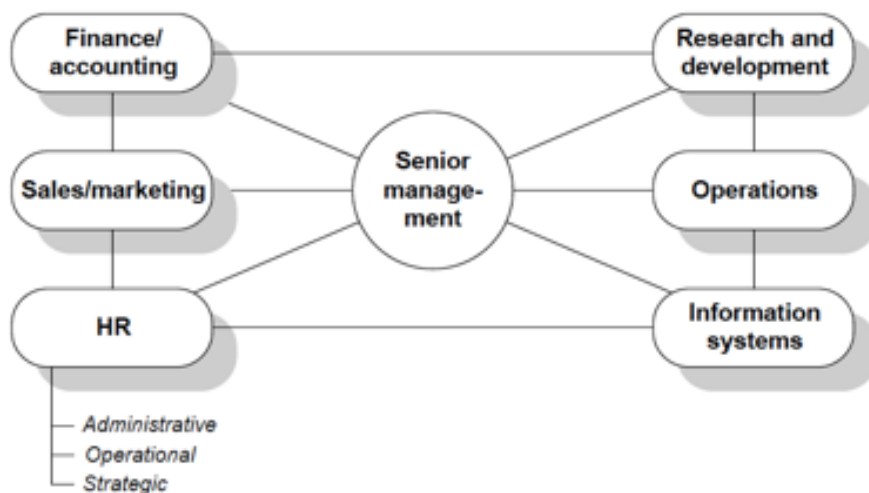 Finance/
accounting
Research and
development
Senior
manage-
ment
Sales/marketing
Operations
HR
Information
systems
Administrative
Operational
Strategic